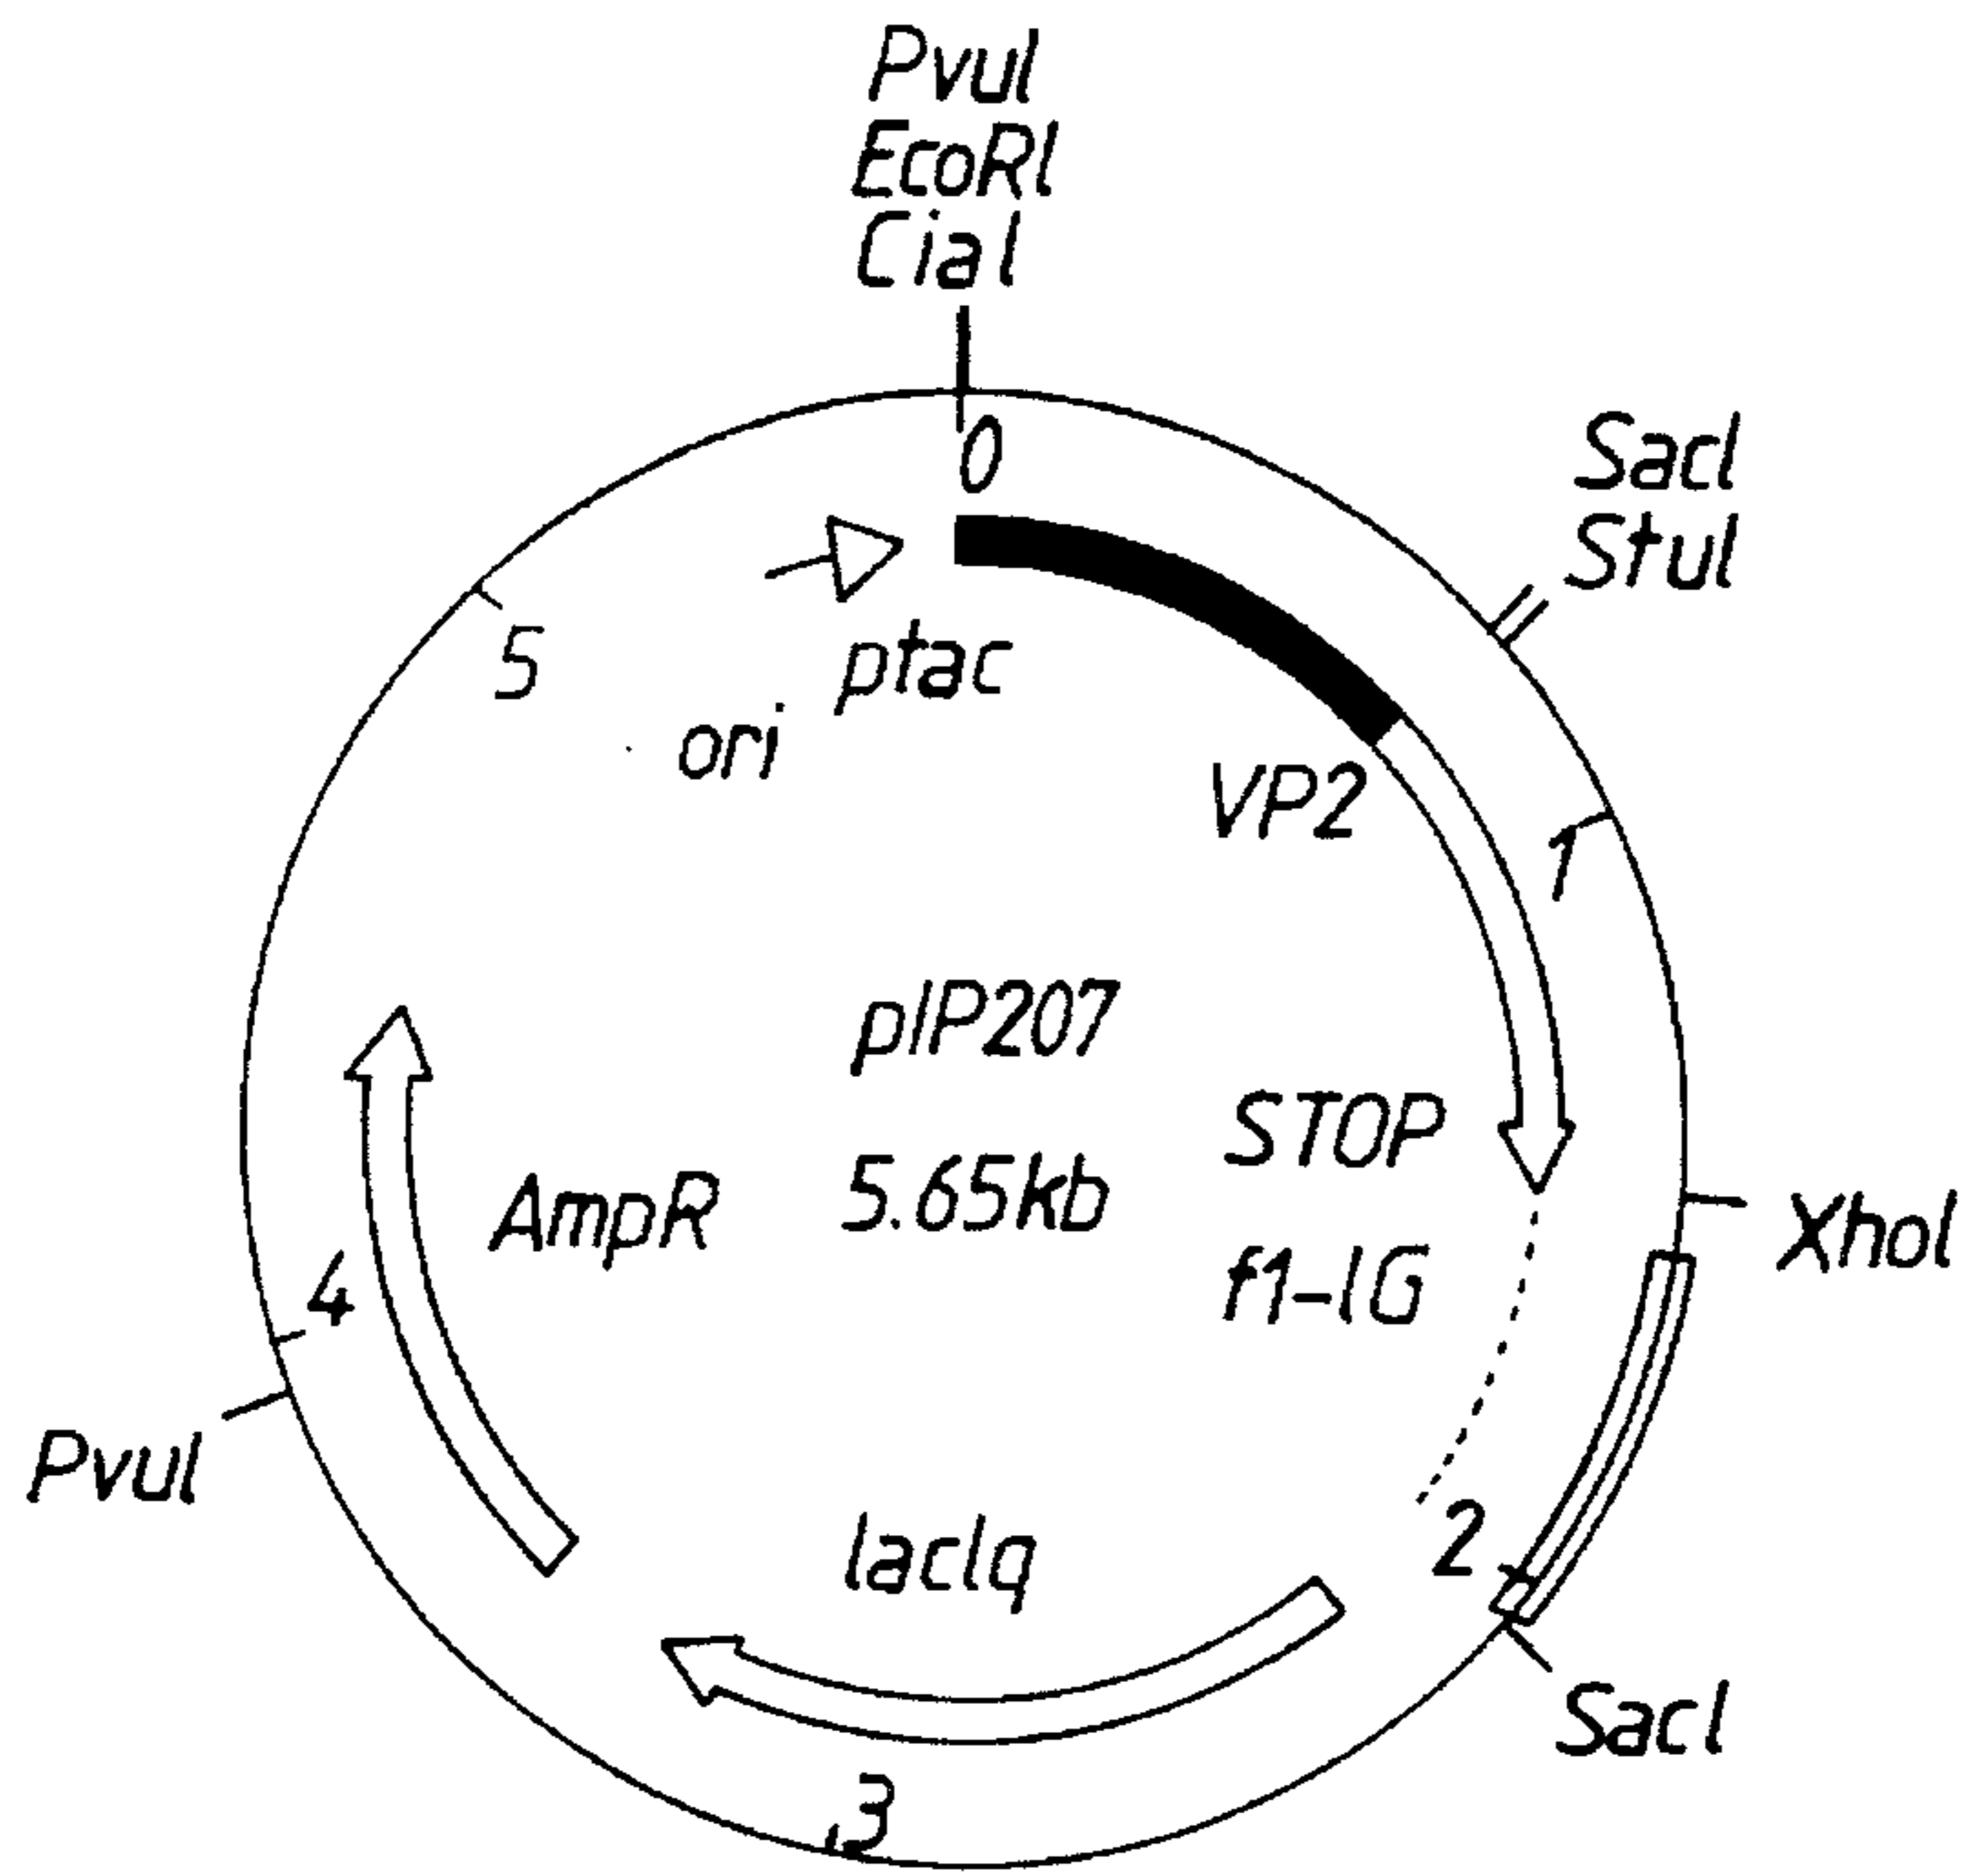 PvuI
EcoRI
CiaI
0
SacI
StuI
5
ptac
ori
VP2
1
pIP207
STOP
5.65kb
AmpR
XhoI
f1-IG
4
PvuI
2
lacIq
SacI
3